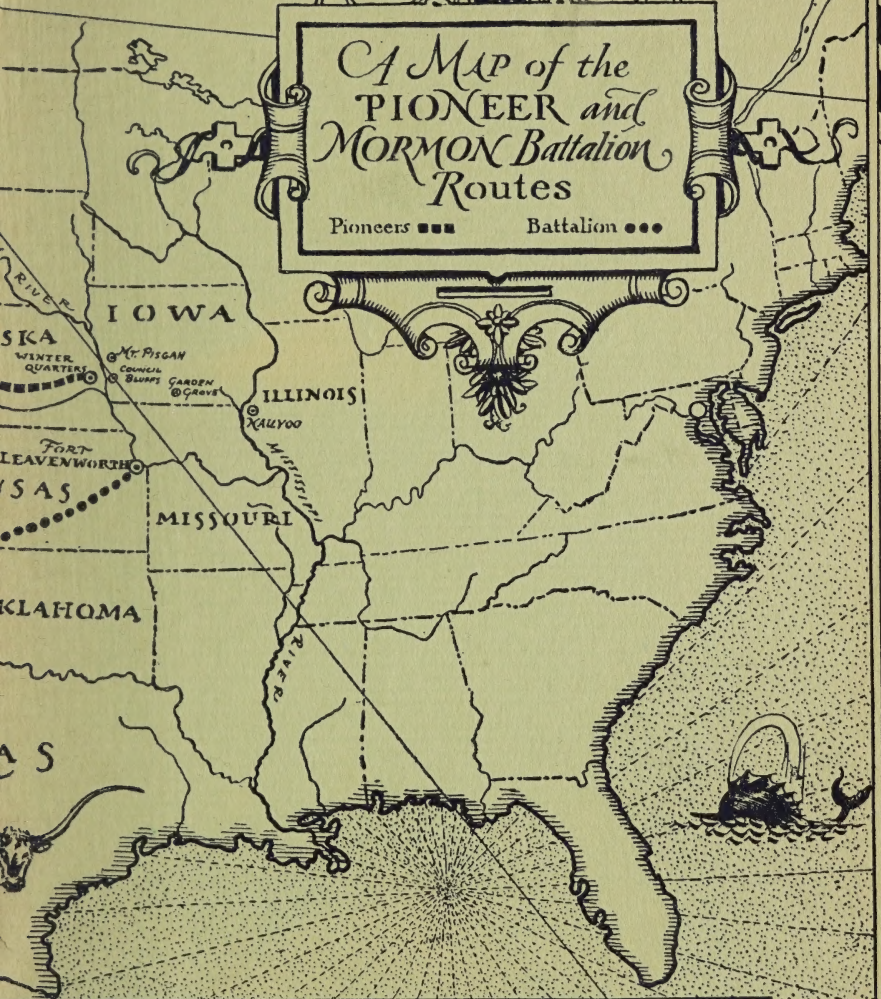 A MAP of the
PIONEER and
MORMON Battalion
Routes
Pioneers
Battalion
RIVER
IOWA
SKA
WINTER
QUARTERS
MT. PISGAH
COUNCIL
BLUFFS
GARDEN
GROVE
ILLINOIS
NAUVOO
FORT
LEAVENWORTH
MISSISSIPPI
SAS
MISSOURI
KLAHOMA
RIVER
AS